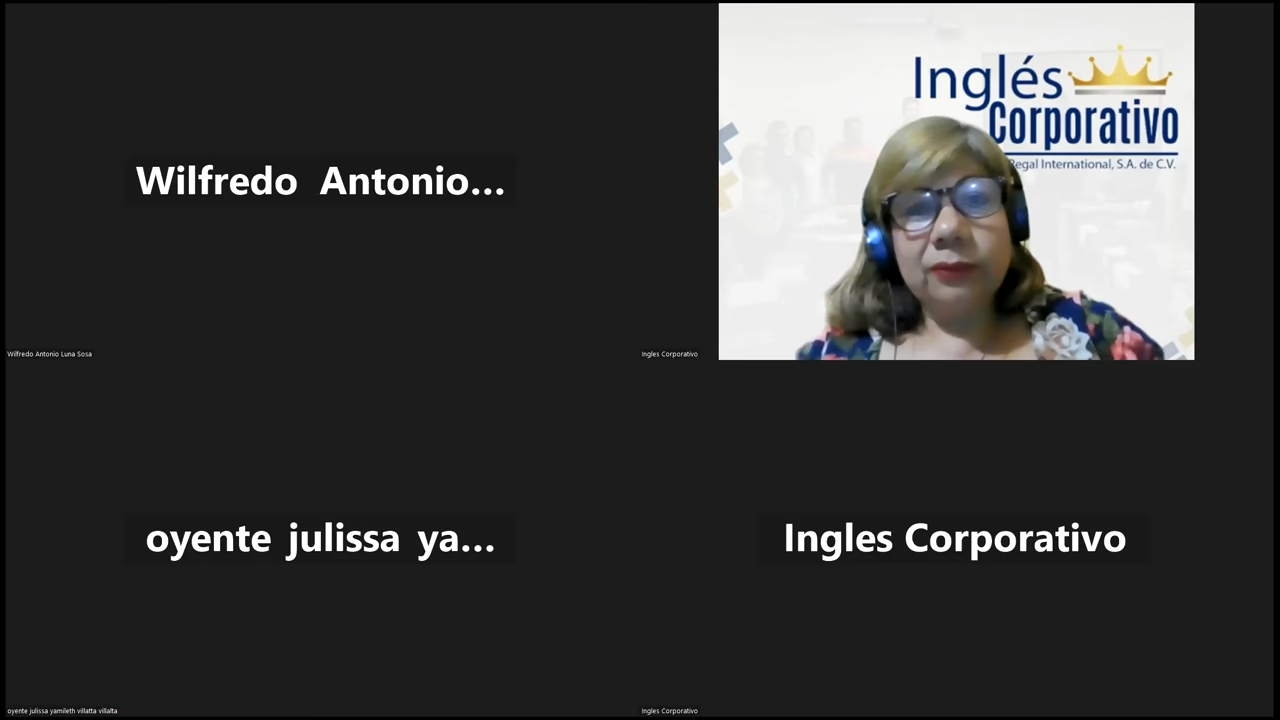 Wilfredo Antonio...
Wilfredo Antonio Luna Sosa
Inglés
Corporativo
Regal International, S.A. de C.V.
Ingles Corporativo
oyente julissa ya...
oyente julissa yamileth villatta villalta
Ingles Corporativo
Ingles Corporativo